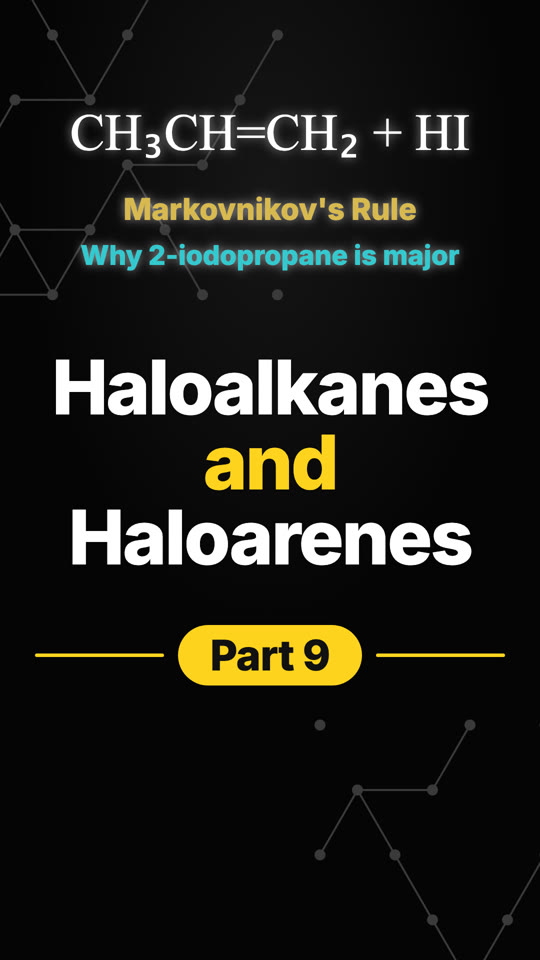 CH₃CH=CH₂ + HI
Markovnikov's Rule
Why 2-iodopropane is major
Haloalkanes
and
Haloarenes
Part 9